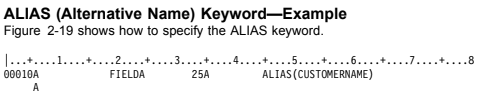 ALIAS (Alternative Name) Keyword—Example
Figure 2-19 shows how to specify the ALIAS keyword.
|...+....1....+....2....+....3....+....4....+....5....+....6....+....7....+....8
00010A            FIELDA        25A       ALIAS(CUSTOMERNAME)
     A